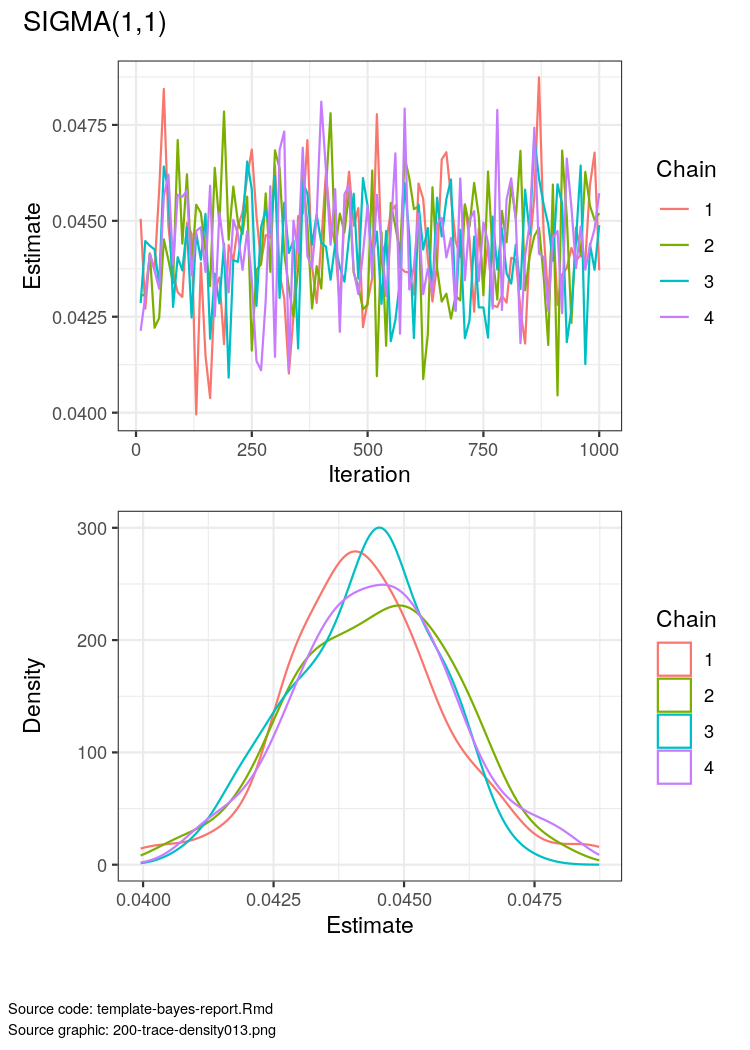 SIGMA(1,1)
Estimate
0.0475
0.0450
0.0425
0.0400
0 250 500 750 1000
Iteration
Chain
1
2
3
4
Density
300
200
100
0
0.0400 0.0425 0.0450 0.0475
Estimate
Chain
1
2
3
4
Source code: template-bayes-report.Rmd
Source graphic: 200-trace-density013.png